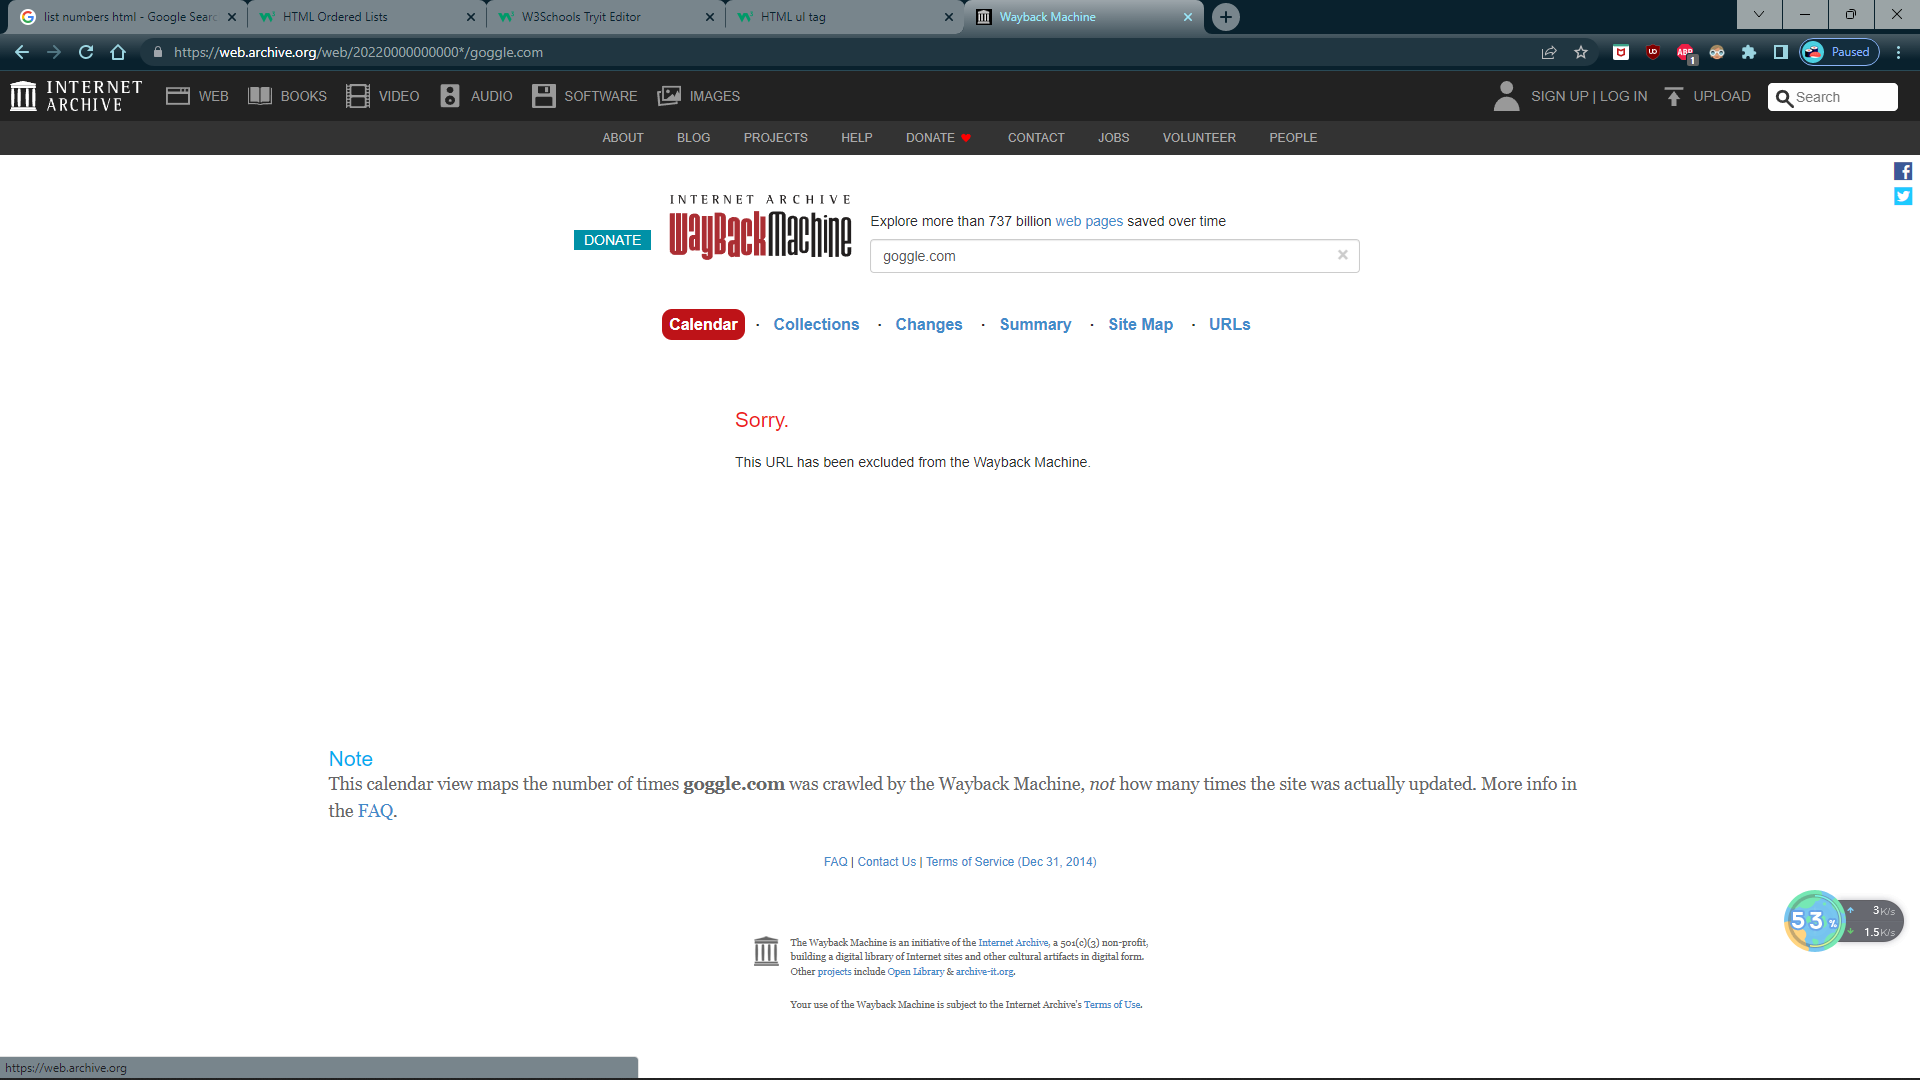 list numbers html - Google Searc
HTML Ordered Lists
W3Schools Tryit Editor
HTML ul tag
Wayback Machine
https://web.archive.org/web/20220000000000*/goggle.com
ABP
1
Paused
INTERNET
ARCHIVE
WEB
BOOKS
VIDEO
AUDIO
SOFTWARE
IMAGES
SIGN UP | LOG IN
UPLOAD
Search
ABOUT
BLOG
PROJECTS
HELP
DONATE
CONTACT
JOBS
VOLUNTEER
PEOPLE
DONATE
INTERNET ARCHIVE
WayBackMachine
Explore more than 737 billion web pages saved over time
goggle.com
Calendar · Collections · Changes · Summary · Site Map · URLs
Sorry.
This URL has been excluded from the Wayback Machine.
Note
This calendar view maps the number of times goggle.com was crawled by the Wayback Machine, not how many times the site was actually updated. More info in
the FAQ.
FAQ | Contact Us | Terms of Service (Dec 31, 2014)
53%
3K/s
1.5K/s
The Wayback Machine is an initiative of the Internet Archive, a 501(c)(3) non-profit,
building a digital library of Internet sites and other cultural artifacts in digital form.
Other projects include Open Library & archive-it.org.
Your use of the Wayback Machine is subject to the Internet Archive's Terms of Use.
https://web.archive.org